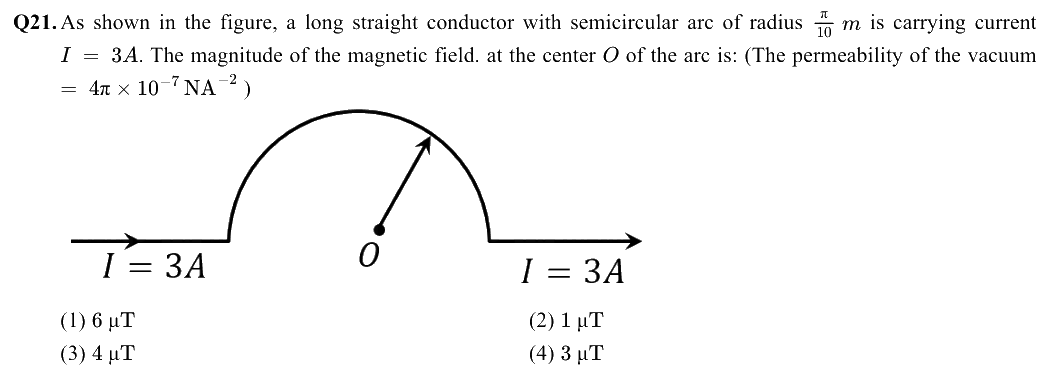 Q21. As shown in the figure, a long straight conductor with semicircular arc of radius π/10 m is carrying current
I = 3A. The magnitude of the magnetic field. at the center O of the arc is: (The permeability of the vacuum
= 4π × 10⁻⁷ NA⁻² )
O
I = 3A
I = 3A
(1) 6 μT
(2) 1 μT
(3) 4 μT
(4) 3 μT